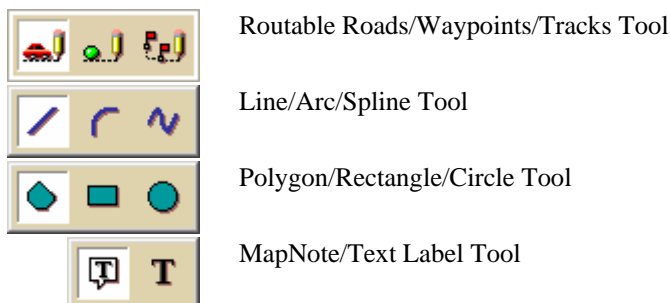 Routable Roads/Waypoints/Tracks Tool
Line/Arc/Spline Tool
Polygon/Rectangle/Circle Tool
T T MapNote/Text Label Tool